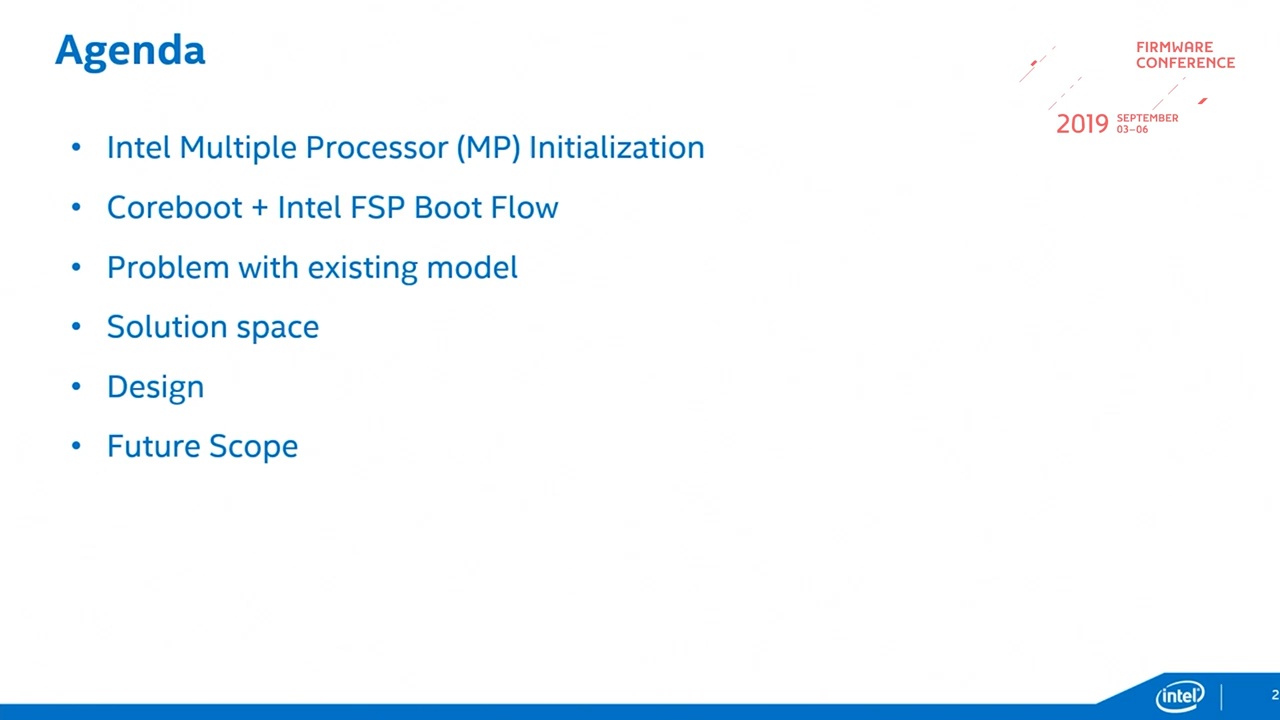 Agenda
FIRMWARE
CONFERENCE
2019 SEPTEMBER
03–06
• Intel Multiple Processor (MP) Initialization
• Coreboot + Intel FSP Boot Flow
• Problem with existing model
• Solution space
• Design
• Future Scope
intel
2